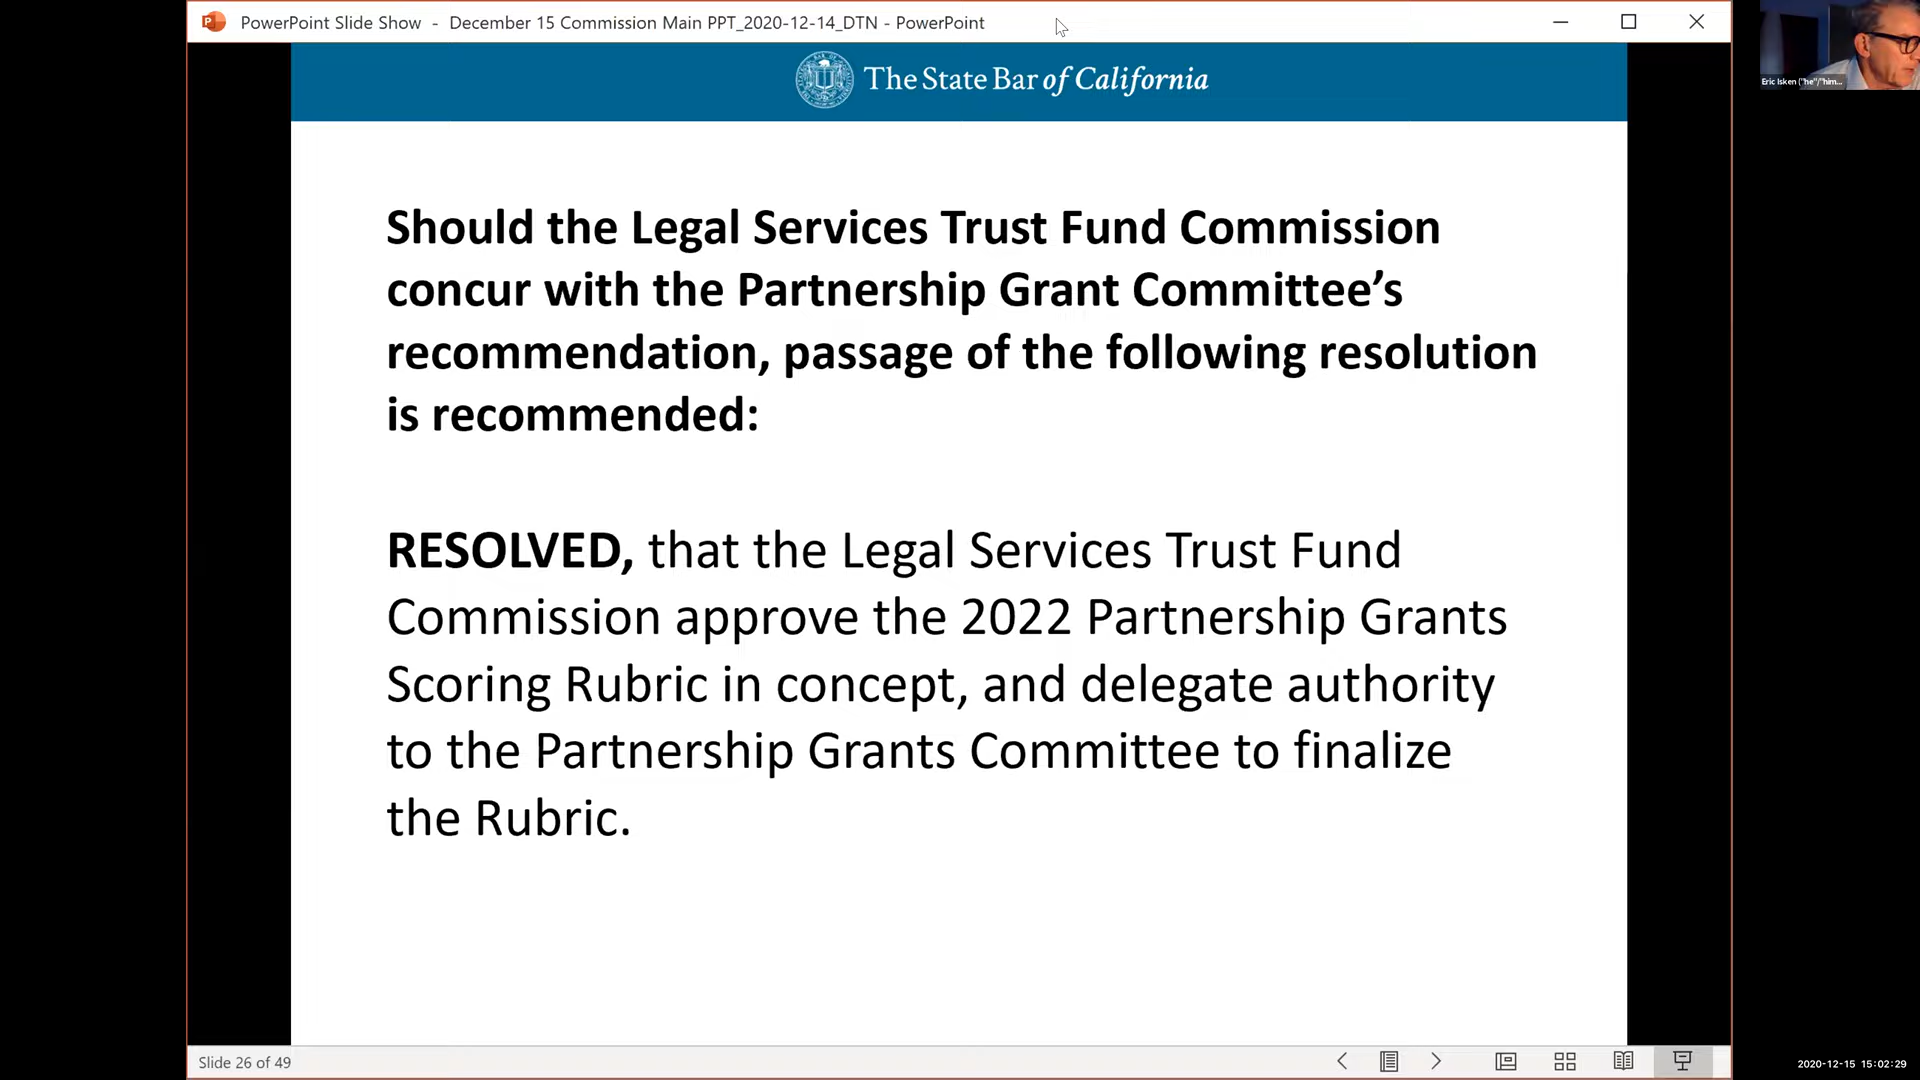 PowerPoint Slide Show - December 15 Commission Main PPT_2020-12-14_DTN - PowerPoint
Eric Isken ("he"/"him...
The State Bar of California
Should the Legal Services Trust Fund Commission
concur with the Partnership Grant Committee’s
recommendation, passage of the following resolution
is recommended:
RESOLVED, that the Legal Services Trust Fund
Commission approve the 2022 Partnership Grants
Scoring Rubric in concept, and delegate authority
to the Partnership Grants Committee to finalize
the Rubric.
Slide 26 of 49
2020-12-15 15:02:29